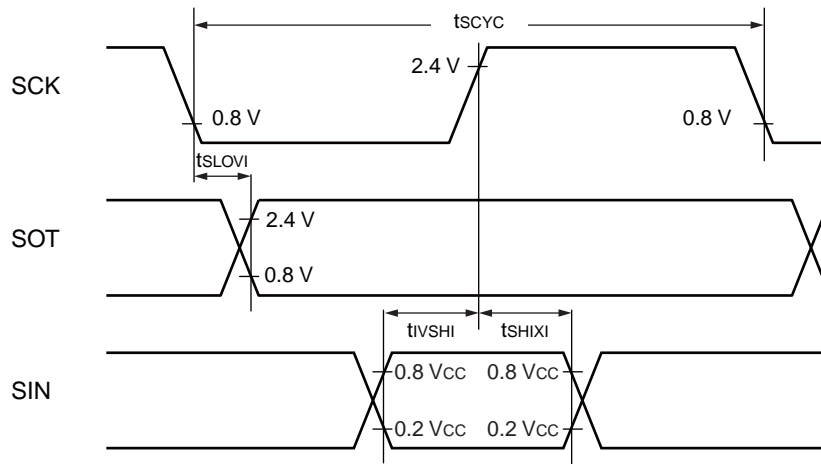 tSCYC
SCK
2.4 V
0.8 V
0.8 V
tSLOVI
SOT
2.4 V
0.8 V
tIVSHI
tSHIXI
SIN
0.8 VCC
0.8 VCC
0.2 VCC
0.2 VCC